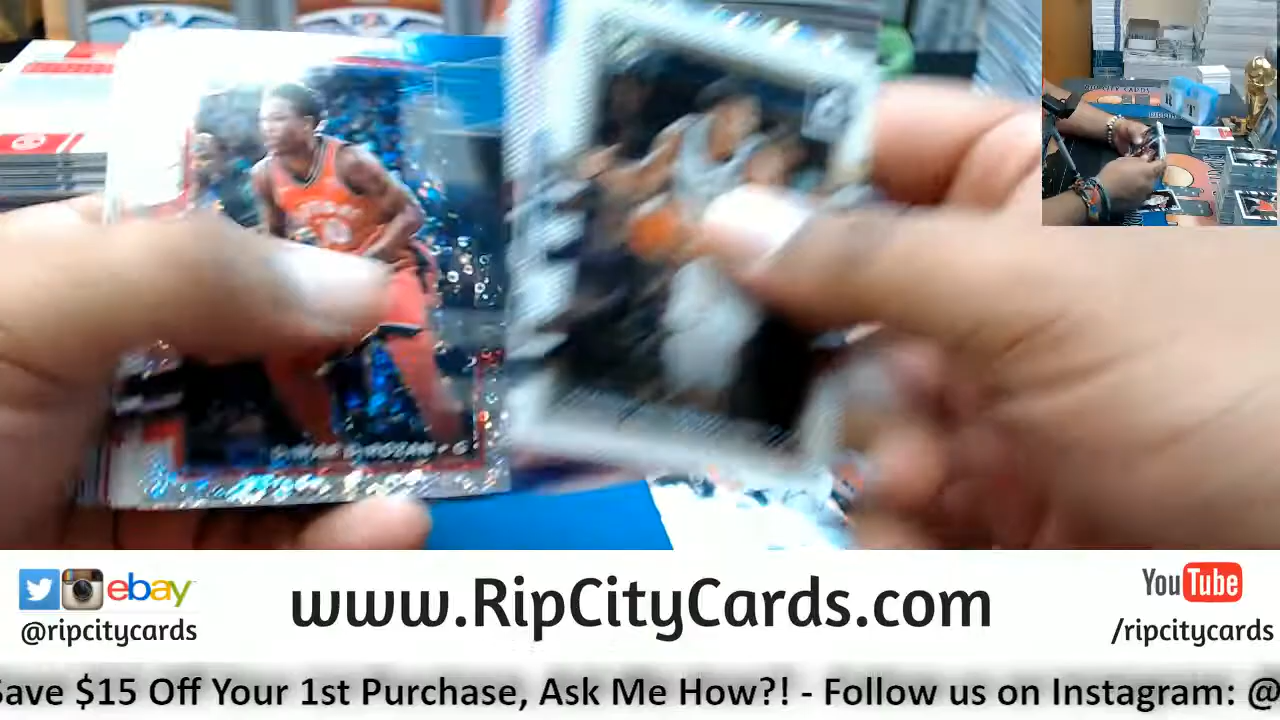 ebay
@ripcitycards
www.RipCityCards.com
YouTube
/ripcitycards
Save $15 Off Your 1st Purchase, Ask Me How?! - Follow us on Instagram: @